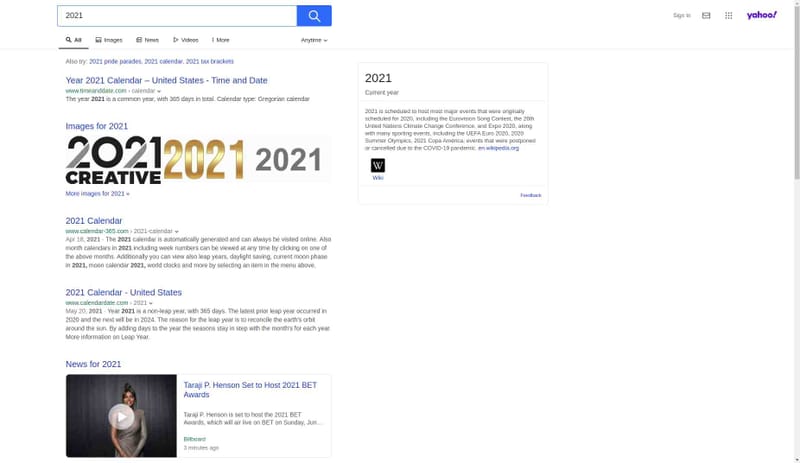 2021
Sign In
yahoo!
All
Images
News
Videos
More
Anytime
Also try: 2021 pride parades, 2021 calendar, 2021 tax brackets
Year 2021 Calendar – United States - Time and Date
www.timeanddate.com › calendar
The year 2021 is a common year, with 365 days in total. Calendar type: Gregorian calendar
Images for 2021
2021
CREATIVE
2021
2021
More images for 2021 »
2021 Calendar
www.calendar-365.com › 2021-calendar
Apr 18, 2021 · The 2021 calendar is automatically generated and can always be visited online. Also
month calendars in 2021 including week numbers can be viewed at any time by clicking on one of
the above months. Additionally you can view also leap years, daylight saving, current moon phase
in 2021, moon calendar 2021, world clocks and more by selecting an item in the menu above.
2021 Calendar - United States
www.calendardate.com › 2021
May 20, 2021 · Year 2021 is a non-leap year, with 365 days. The latest prior leap year occurred in
2020 and the next will be in 2024. The reason for the leap year is to reconcile the earth's orbit
around the sun. By adding days to the year the seasons stay in step with the month's for each year.
More information on Leap Year.
News for 2021
Taraji P. Henson Set to Host 2021 BET
Awards
Taraji P. Henson is set to host the 2021 BET
Awards, which will air live on BET on Sunday, Jun…
Billboard
3 minutes ago
2021
Current year
2021 is scheduled to host most major events that were originally
scheduled for 2020, including the Eurovision Song Contest, the 26th
United Nations Climate Change Conference, and Expo 2020, along
with many sporting events, including the UEFA Euro 2020, 2020
Summer Olympics, 2021 Copa América; events that were postponed
or cancelled due to the COVID-19 pandemic. en.wikipedia.org
W
Wiki
Feedback